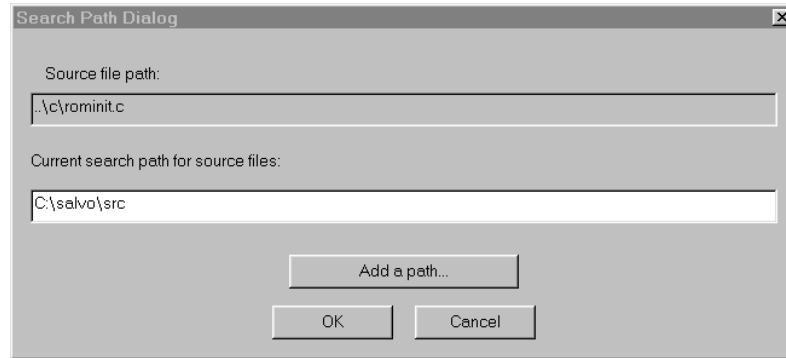 Search Path Dialog
Source file path:
..\c\rominit.c
Current search path for source files:
C:\salvo\src
Add a path...
OK
Cancel